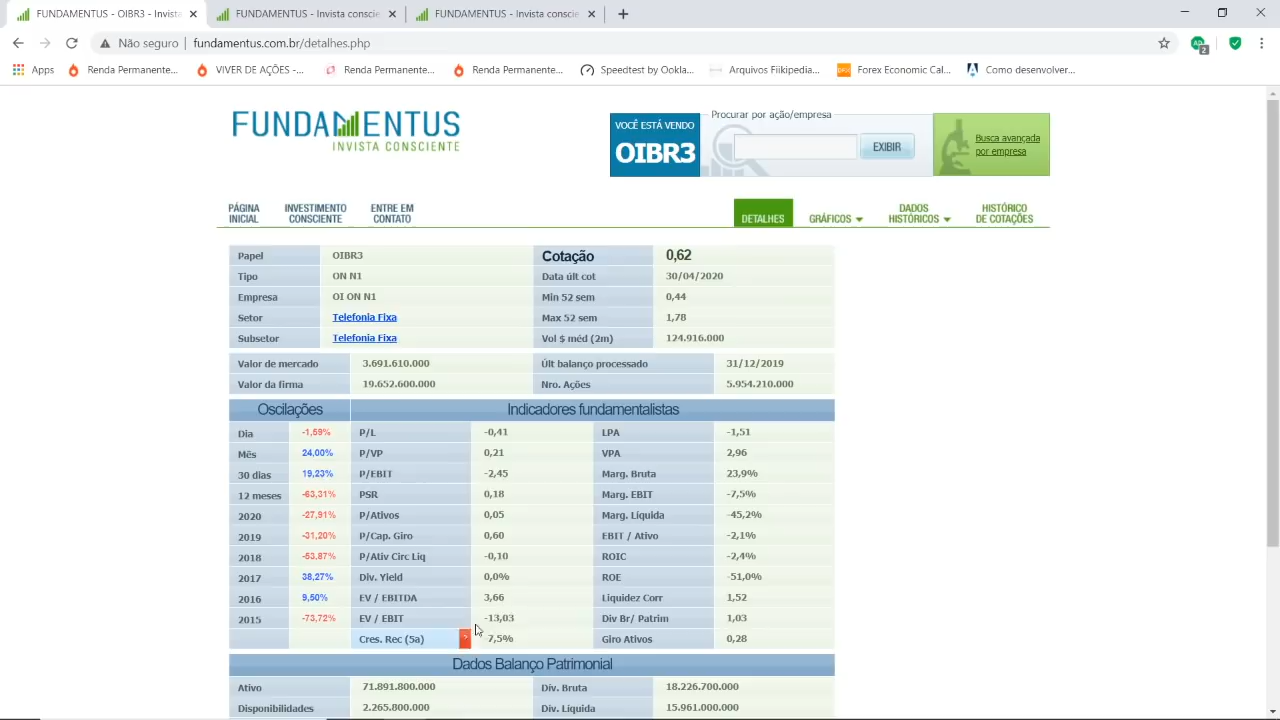 FUNDAMENTUS - OIBR3 - Invista
FUNDAMENTUS - Invista conscie
FUNDAMENTUS - Invista conscie
Não seguro | fundamentus.com.br/detalhes.php
Apps
Renda Permanente...
VIVER DE AÇÕES -...
Renda Permanente...
Renda Permanente...
Speedtest by Ookla...
Arquivos Fiikipedia...
Forex Economic Cal...
Como desenvolver...
FUNDAMENTUS
INVISTA CONSCIENTE
VOCÊ ESTÁ VENDO
OIBR3
Procurar por ação/empresa
EXIBIR
Busca avançada
por empresa
PÁGINA INICIAL
INVESTIMENTO CONSCIENTE
ENTRE EM CONTATO
DETALHES
GRÁFICOS
DADOS HISTÓRICOS
HISTÓRICO DE COTAÇÕES
Papel OIBR3 Cotação 0,62
Tipo ON N1 Data últ cot 30/04/2020
Empresa OI ON N1 Min 52 sem 0,44
Setor Telefonia Fixa Max 52 sem 1,78
Subsetor Telefonia Fixa Vol $ méd (2m) 124.916.000
Valor de mercado 3.691.610.000 Últ balanço processado 31/12/2019
Valor da firma 19.652.600.000 Nro. Ações 5.954.210.000
Oscilações Indicadores fundamentalistas
Dia -1,59% P/L -0,41 LPA -1,51
Mês 24,00% P/VP 0,21 VPA 2,96
30 dias 19,23% P/EBIT -2,45 Marg. Bruta 23,9%
12 meses -63,31% PSR 0,18 Marg. EBIT -7,5%
2020 -27,91% P/Ativos 0,05 Marg. Líquida -45,2%
2019 -31,20% P/Cap. Giro 0,60 EBIT / Ativo -2,1%
2018 -53,87% P/Ativ Circ Liq -0,10 ROIC -2,4%
2017 38,27% Div. Yield 0,0% ROE -51,0%
2016 9,50% EV / EBITDA 3,66 Liquidez Corr 1,52
2015 -73,72% EV / EBIT -13,03 Div Br/ Patrim 1,03
Cres. Rec (5a) ? 7,5% Giro Ativos 0,28
Dados Balanço Patrimonial
Ativo 71.891.800.000 Dív. Bruta 18.226.700.000
Disponibilidades 2.265.800.000 Dív. Líquida 15.961.000.000